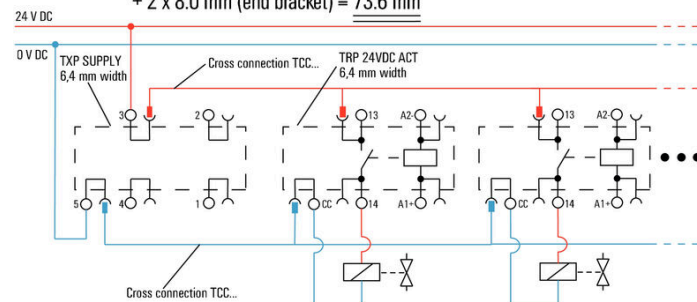 + 2 x 8.0 mm (end bracket) = 73.6 mm
24 V DC
0 V DC
TXP SUPPLY
6,4 mm width
Cross connection TCC...
TRP 24VDC ACT
6,4 mm width
3 2 13 A2- 13 A2-
5 4 1 CC 14 A1+ CC 14 A1+
Cross connection TCC...